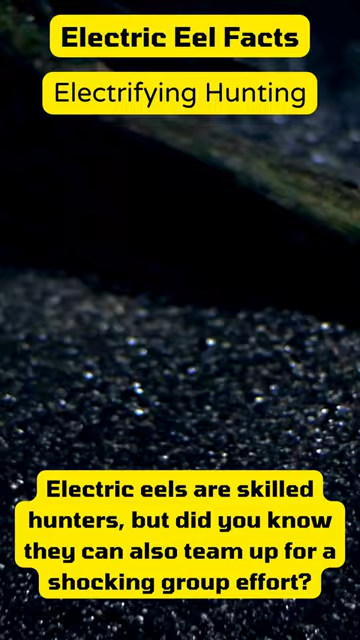 Electric Eel Facts
Electrifying Hunting
Electric eels are skilled
hunters, but did you know
they can also team up for a
shocking group effort?